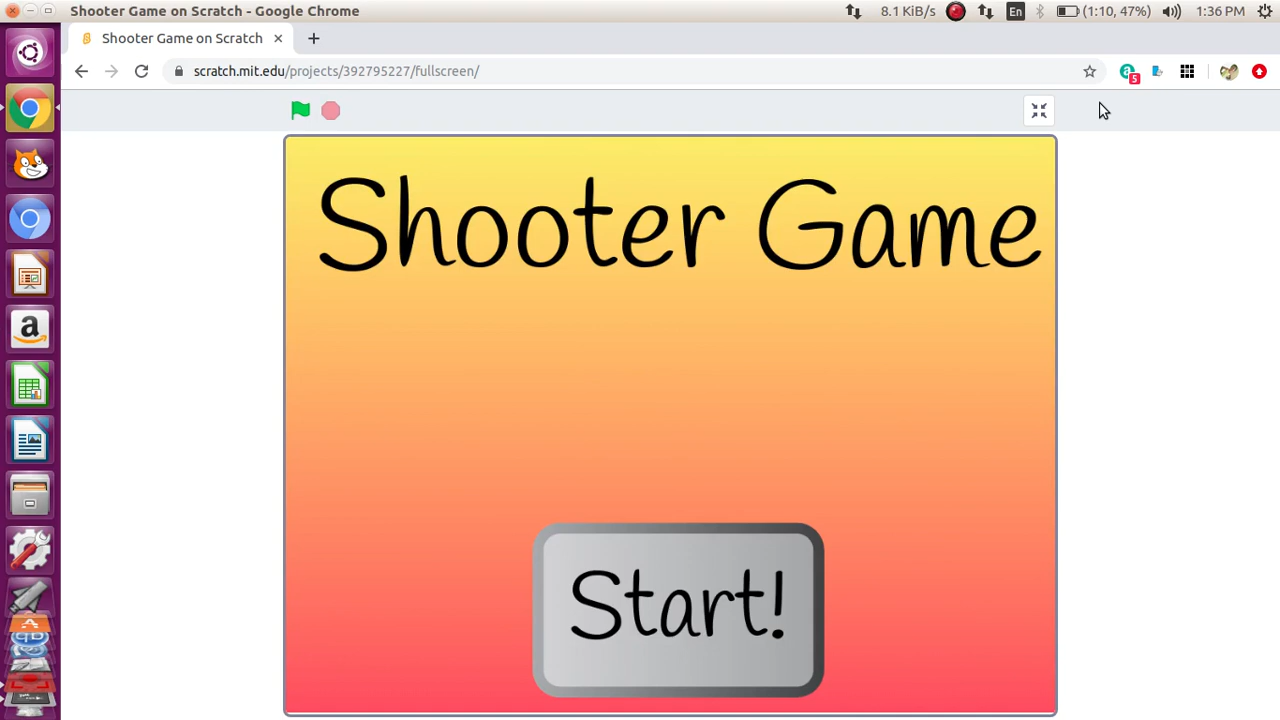 Shooter Game on Scratch - Google Chrome
8.1 KiB/s En (1:10, 47%) 1:36 PM
Shooter Game on Scratch
scratch.mit.edu/projects/392795227/fullscreen/
5
Shooter Game
Start!